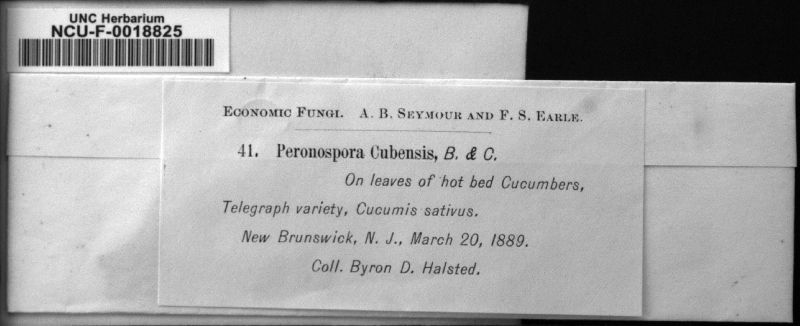 UNC Herbarium
NCU-F-0018825
ECONOMIC FUNGI. A. B. SEYMOUR AND F. S. EARLE.
41. Peronospora Cubensis, B. & C.
On leaves of hot bed Cucumbers,
Telegraph variety, Cucumis sativus.
New Brunswick, N. J., March 20, 1889.
Coll. Byron D. Halsted.